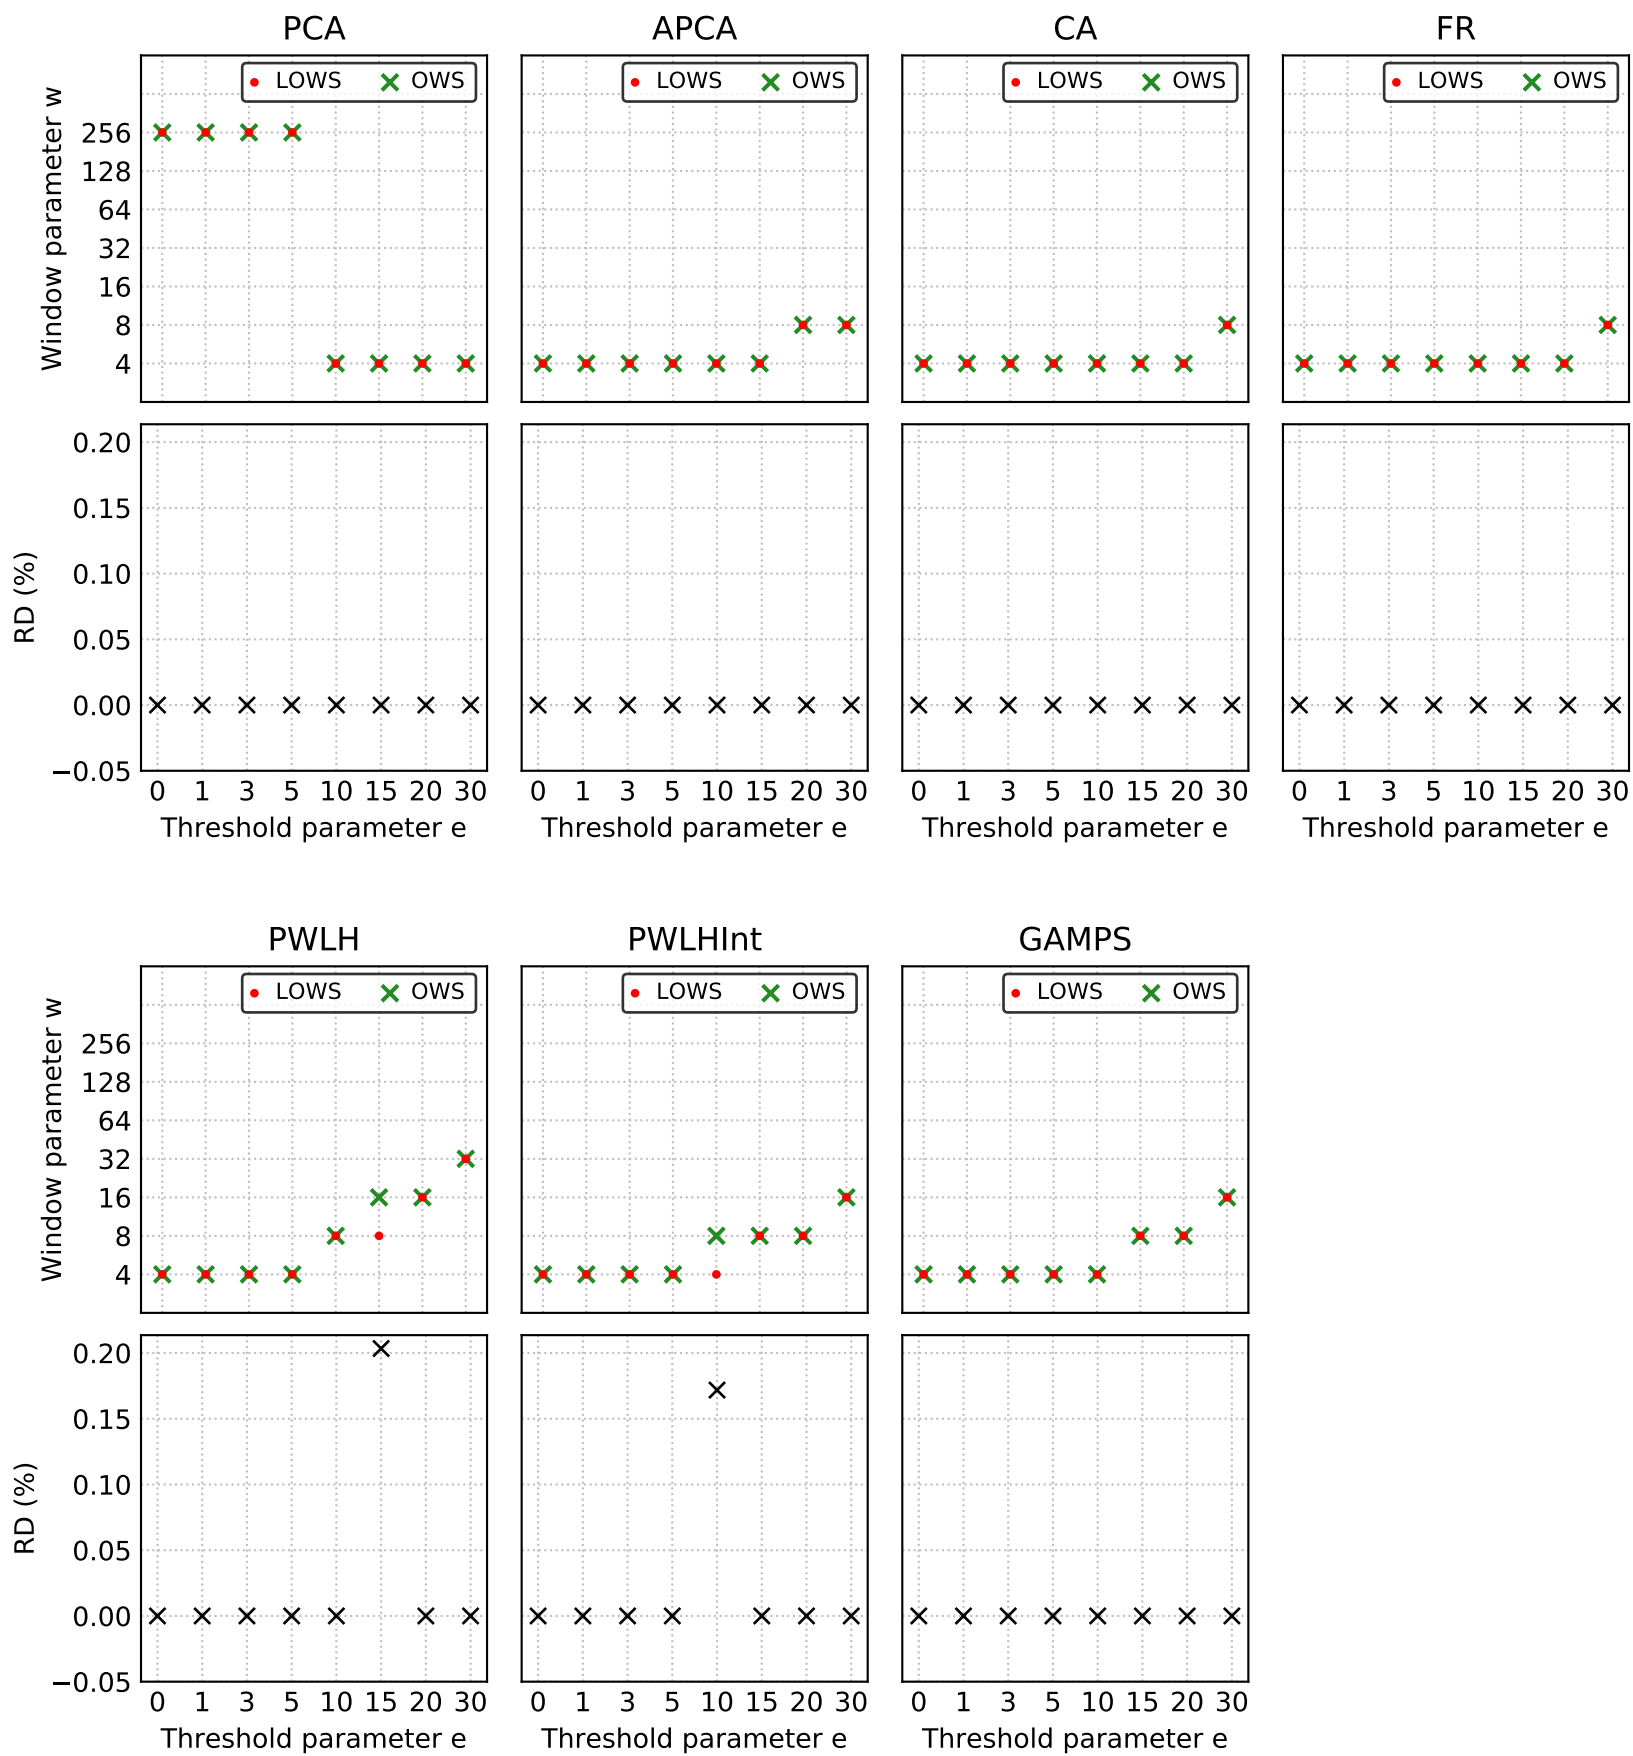 PCA APCA CA FR
LOWS OWS LOWS OWS LOWS OWS LOWS OWS
Window parameter w
256
128
64
32
16
8
4
RD (%)
0.20
0.15
0.10
0.05
0.00
−0.05
0 1 3 5 10 15 20 30 0 1 3 5 10 15 20 30 0 1 3 5 10 15 20 30 0 1 3 5 10 15 20 30
Threshold parameter e Threshold parameter e Threshold parameter e Threshold parameter e
PWLH PWLHInt GAMPS
LOWS OWS LOWS OWS LOWS OWS
Window parameter w
256
128
64
32
16
8
4
RD (%)
0.20
0.15
0.10
0.05
0.00
−0.05
0 1 3 5 10 15 20 30 0 1 3 5 10 15 20 30 0 1 3 5 10 15 20 30
Threshold parameter e Threshold parameter e Threshold parameter e